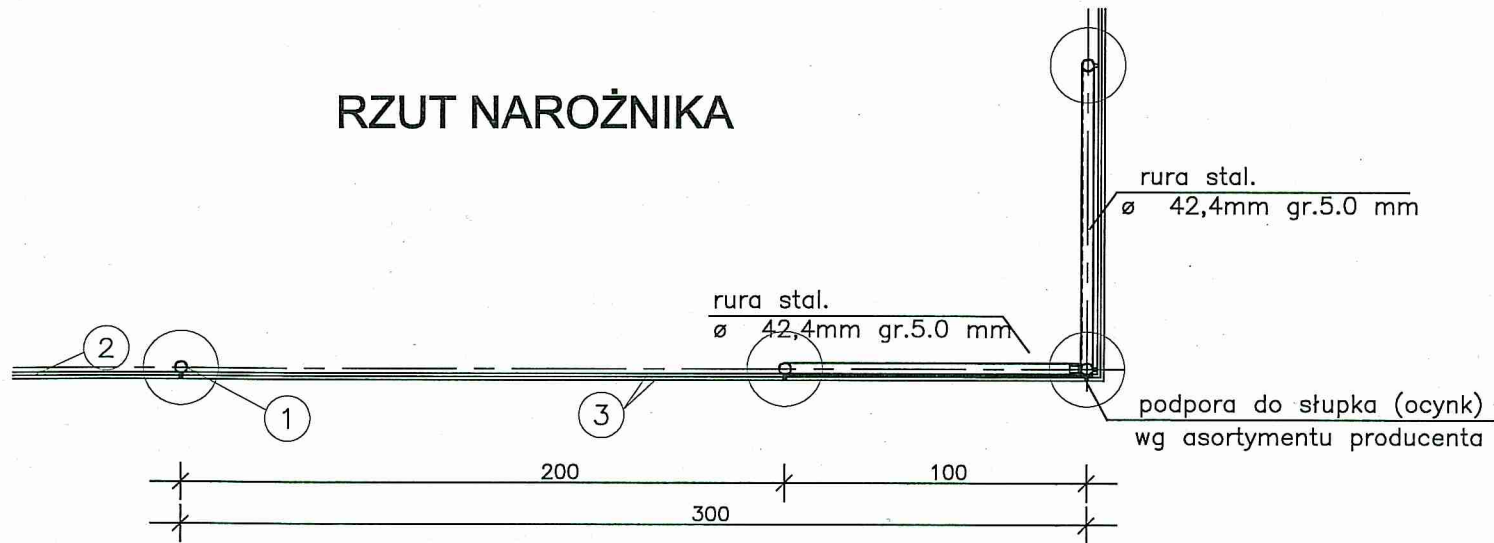 RZUT NAROŻNIKA
rura stal.
ø 42,4mm gr.5.0 mm
rura stal.
ø 42,4mm gr.5.0 mm
2
1
3
podpora do słupka (ocynk)
wg asortymentu producenta
200
100
300